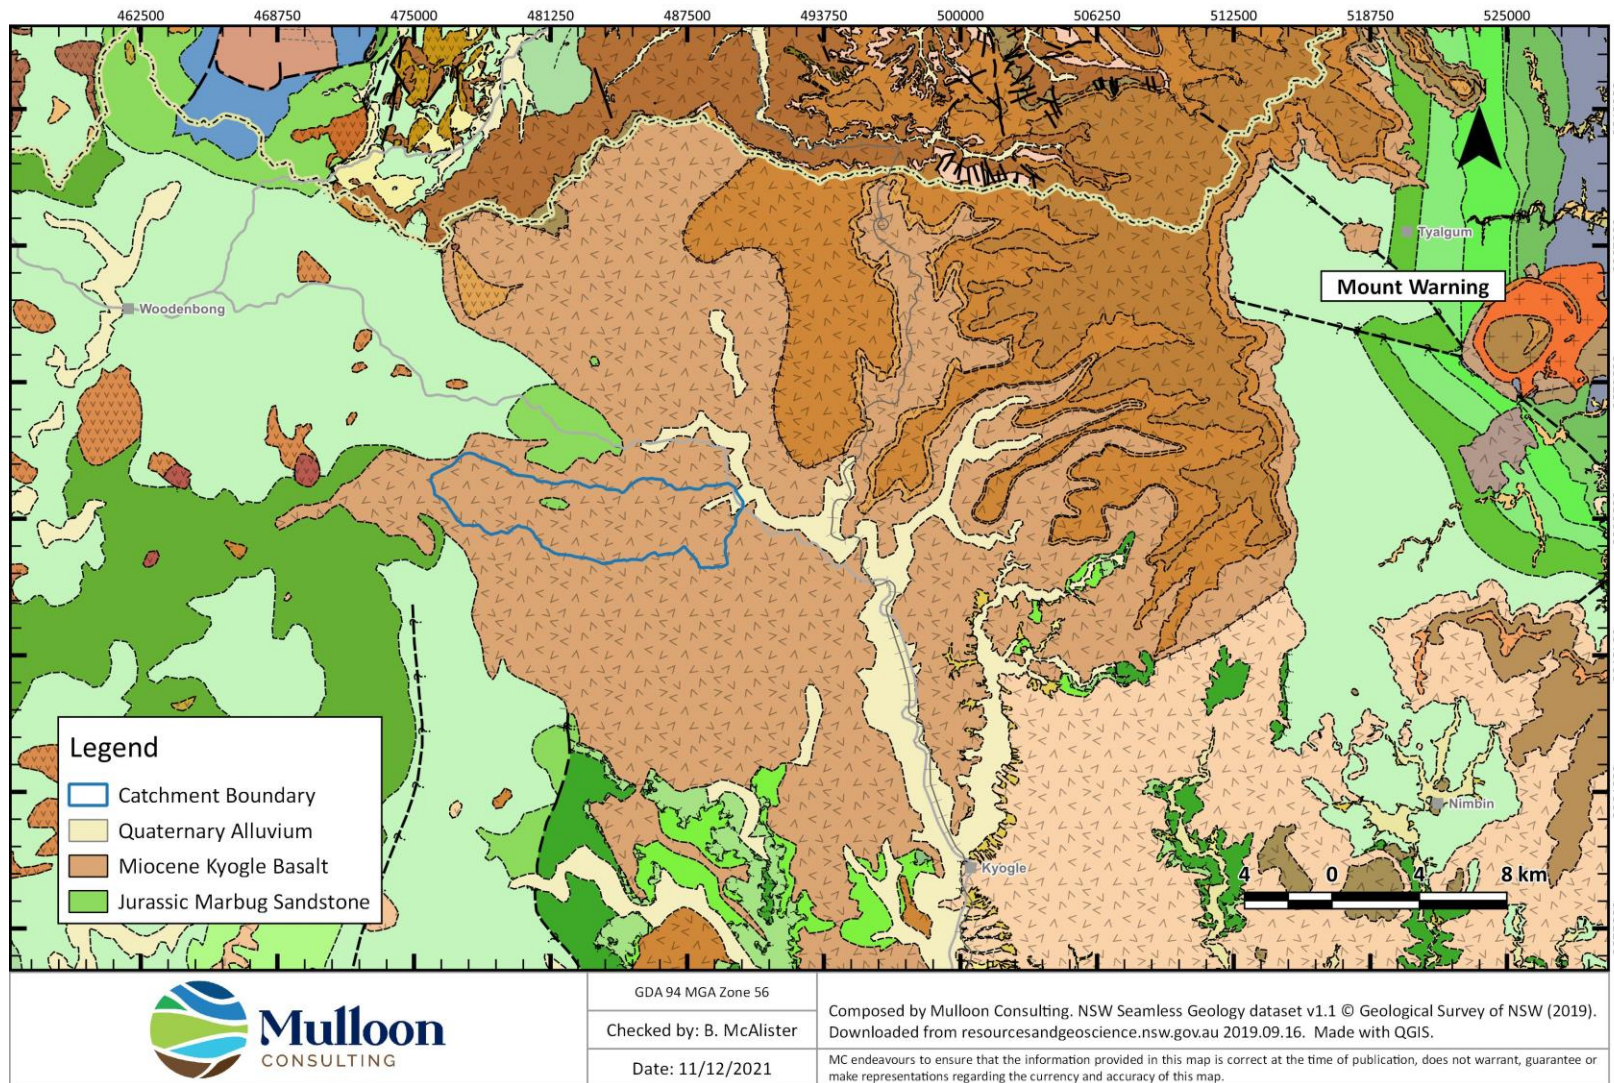 462500 468750 475000 481250 487500 493750 500000 506250 512500 518750 525000
Tyalgum
Mount Warning
Woodenbong
Legend
Catchment Boundary
Quaternary Alluvium
Miocene Kyogle Basalt
Jurassic Marbug Sandstone
Nimbin
Kyogle
4 0 4 8 km
Mulloon
CONSULTING
GDA 94 MGA Zone 56
Checked by: B. McAlister
Date: 11/12/2021
Composed by Mulloon Consulting. NSW Seamless Geology dataset v1.1 © Geological Survey of NSW (2019).
Downloaded from resourcesandgeoscience.nsw.gov.au 2019.09.16. Made with QGIS.
MC endeavours to ensure that the information provided in this map is correct at the time of publication, does not warrant, guarantee or
make representations regarding the currency and accuracy of this map.